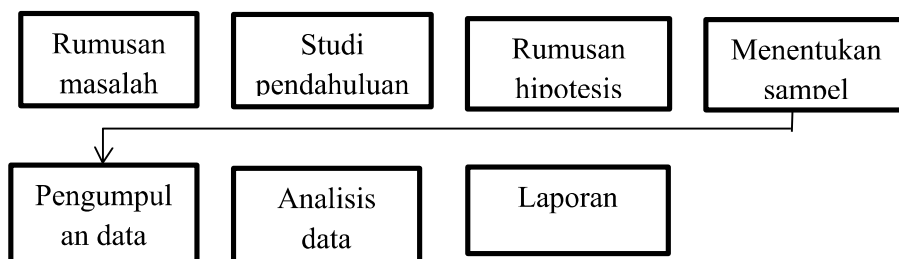 Rumusan
masalah
Studi
pendahuluan
Rumusan
hipotesis
Menentukan
sampel
Pengumpul
an data
Analisis
data
Laporan